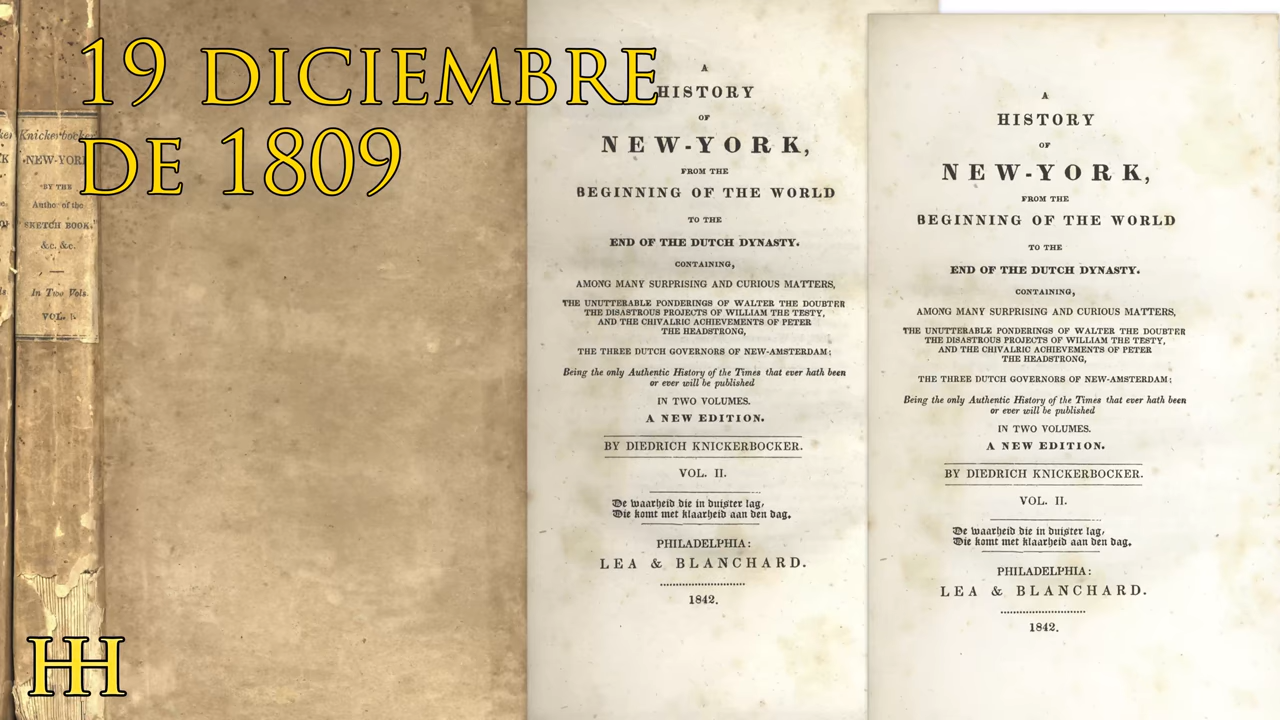 19 DICIEMBRE
DE 1809
Knickerbocker
NEW-YORK
BY THE
Autho of the
SKETCH BOOK."
&c. &c.
In Two Vols.
VOL. I.
A
HISTORY
OF
NEW-YORK,
FROM THE
BEGINNING OF THE WORLD
TO THE
END OF THE DUTCH DYNASTY.
CONTAINING,
AMONG MANY SURPRISING AND CURIOUS MATTERS,
THE UNUTTERABLE PONDERINGS OF WALTER THE DOUBTER
THE DISASTROUS PROJECTS OF WILLIAM THE TESTY,
AND THE CHIVALRIC ACHIEVEMENTS OF PETER
THE HEADSTRONG,
THE THREE DUTCH GOVERNORS OF NEW-AMSTERDAM;
Being the only Authentic History of the Times that ever hath been
or ever will be published
IN TWO VOLUMES.
A NEW EDITION.
BY DIEDRICH KNICKERBOCKER.
VOL. II.
De waarheid die in duister lag,
Die komt met klaarheid aan den dag.
PHILADELPHIA:
LEA & BLANCHARD.
1842.
A
HISTORY
OF
NEW-YORK,
FROM THE
BEGINNING OF THE WORLD
TO THE
END OF THE DUTCH DYNASTY.
CONTAINING,
AMONG MANY SURPRISING AND CURIOUS MATTERS,
THE UNUTTERABLE PONDERINGS OF WALTER THE DOUBTER
THE DISASTROUS PROJECTS OF WILLIAM THE TESTY,
AND THE CHIVALRIC ACHIEVEMENTS OF PETER
THE HEADSTRONG,
THE THREE DUTCH GOVERNORS OF NEW-AMSTERDAM;
Being the only Authentic History of the Times that ever hath been
or ever will be published
IN TWO VOLUMES.
A NEW EDITION.
BY DIEDRICH KNICKERBOCKER.
VOL. II.
De waarheid die in duister lag,
Die komt met klaarheid aan den dag.
PHILADELPHIA:
LEA & BLANCHARD.
1842.
HH